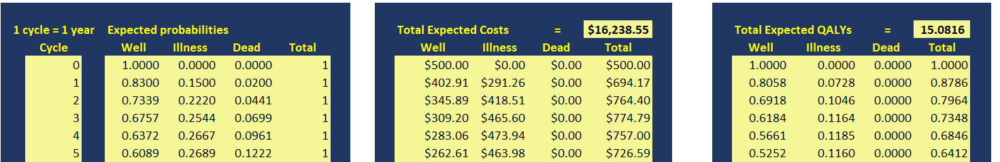 1 cycle = 1 year Expected probabilities
Cycle Well Illness Dead Total
0 1.0000 0.0000 0.0000 1
1 0.8300 0.1500 0.0200 1
2 0.7339 0.2220 0.0441 1
3 0.6757 0.2544 0.0699 1
4 0.6372 0.2667 0.0961 1
5 0.6089 0.2689 0.1222 1
Total Expected Costs = $16,238.55
Well Illness Dead Total
$500.00 $0.00 $0.00 $500.00
$402.91 $291.26 $0.00 $694.17
$345.89 $418.51 $0.00 $764.40
$309.20 $465.60 $0.00 $774.79
$283.06 $473.94 $0.00 $757.00
$262.61 $463.98 $0.00 $726.59
Total Expected QALYs = 15.0816
Well Illness Dead Total
1.0000 0.0000 0.0000 1.0000
0.8058 0.0728 0.0000 0.8786
0.6918 0.1046 0.0000 0.7964
0.6184 0.1164 0.0000 0.7348
0.5661 0.1185 0.0000 0.6846
0.5252 0.1160 0.0000 0.6412